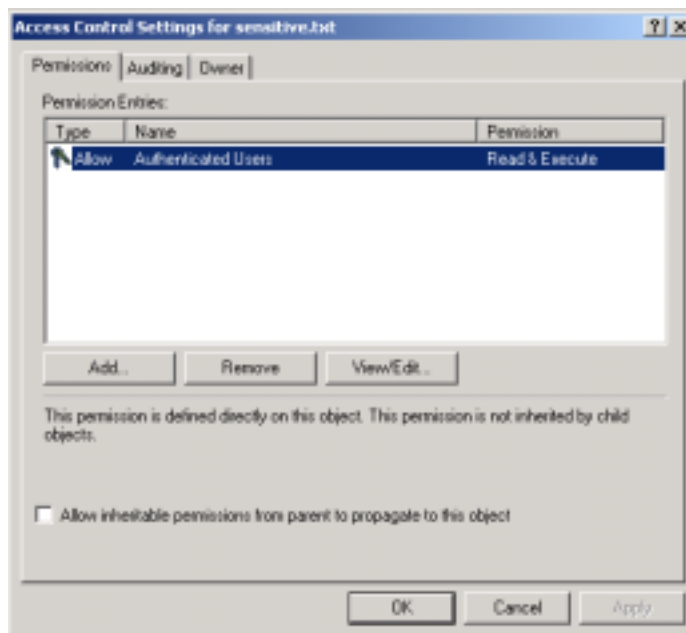 Access Control Settings for sensitive.txt
Permissions Auditing Owner
Permission Entries:
Type Name Permission
Allow Authenticated Users Read & Execute
Add... Remove View/Edit...
This permission is defined directly on this object. This permission is not inherited by child
objects.
Allow inheritable permissions from parent to propagate to this object
OK Cancel Apply